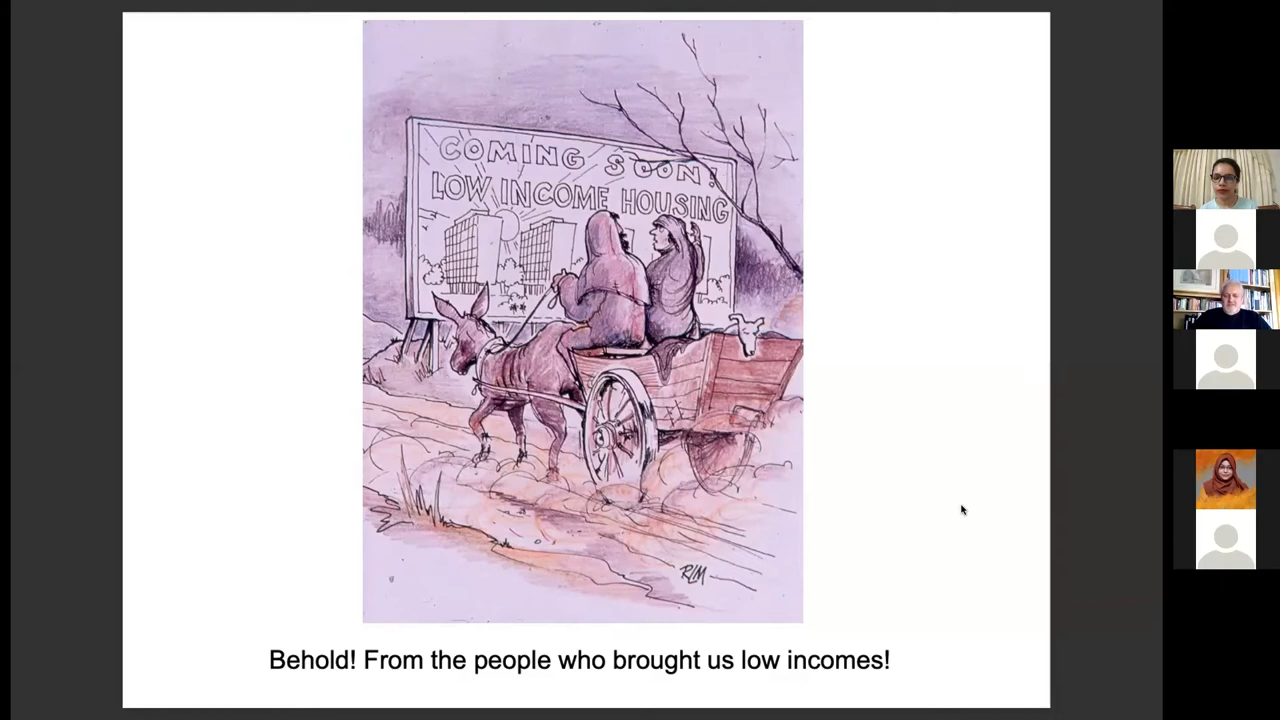 COMING SOON!
LOW INCOME HOUSING
RLM
Behold! From the people who brought us low incomes!